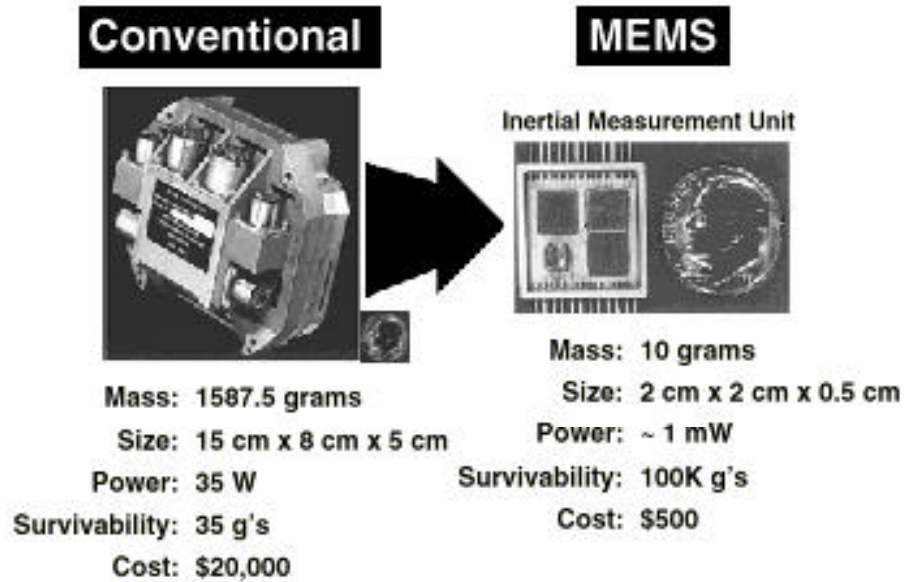 Conventional
MEMS
Inertial Measurement Unit
Mass: 1587.5 grams
Size: 15 cm x 8 cm x 5 cm
Power: 35 W
Survivability: 35 g's
Cost: $20,000
Mass: 10 grams
Size: 2 cm x 2 cm x 0.5 cm
Power: ~ 1 mW
Survivability: 100K g's
Cost: $500